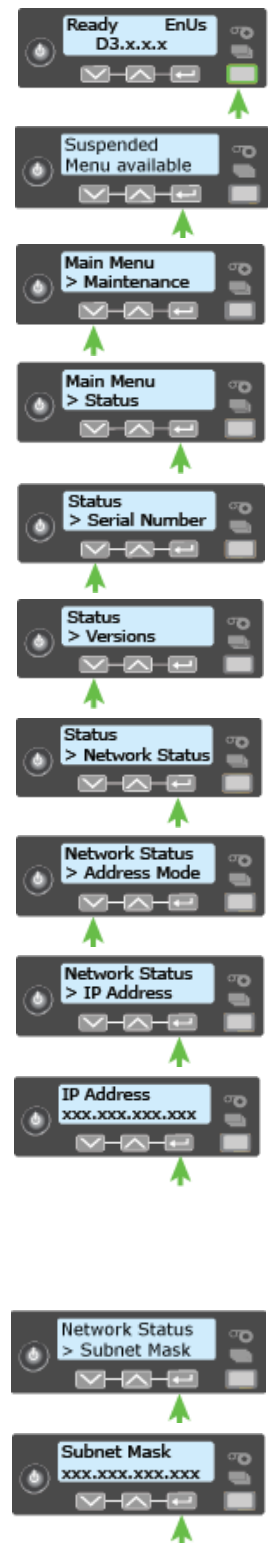 Ready EnUs
D3.x.x.x
Suspended
Menu available
Main Menu
> Maintenance
Main Menu
> Status
Status
> Serial Number
Status
> Versions
Status
> Network Status
Network Status
> Address Mode
Network Status
> IP Address
IP Address
xxx.xxx.xxx.xxx
Network Status
> Subnet Mask
Subnet Mask
xxx.xxx.xxx.xxx